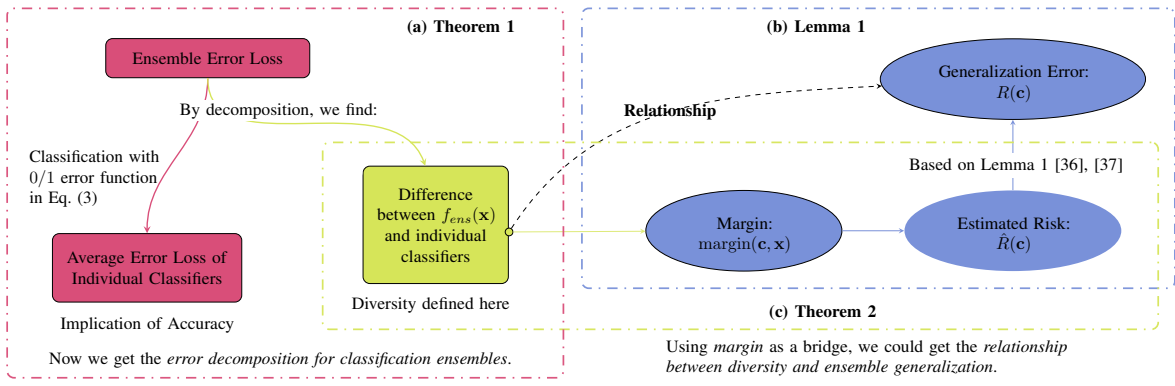 (a) Theorem 1
Ensemble Error Loss
By decomposition, we find:
Classification with
0/1 error function
in Eq. (3)
Average Error Loss of
Individual Classifiers
Implication of Accuracy
Difference
between f_{ens}(x)
and individual
classifiers
Diversity defined here
Now we get the error decomposition for classification ensembles.
(b) Lemma 1
Generalization Error:
R(c)
Relationship
Based on Lemma 1 [36], [37]
Margin:
margin(c, x)
Estimated Risk:
R̂(c)
(c) Theorem 2
Using margin as a bridge, we could get the relationship
between diversity and ensemble generalization.